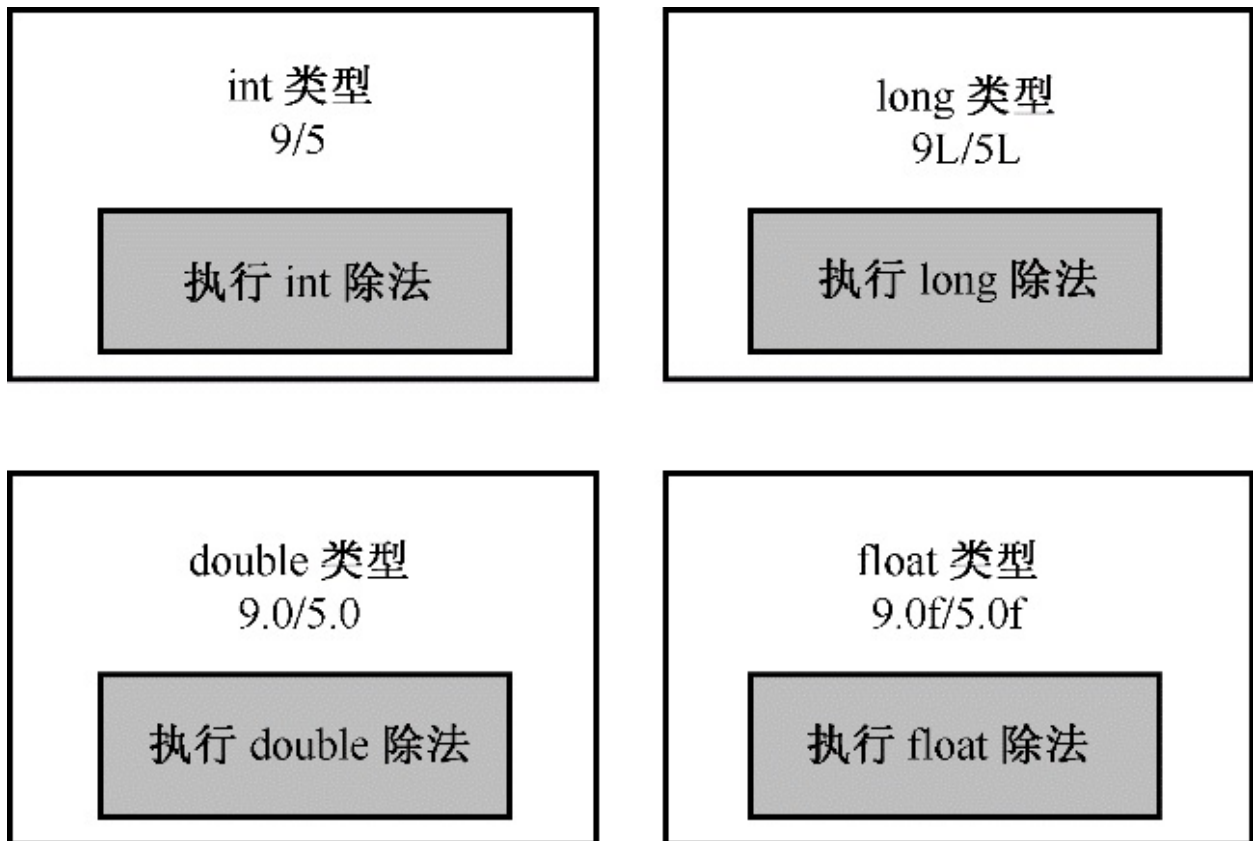 int 类型
9/5
执行 int 除法
long 类型
9L/5L
执行 long 除法
double 类型
9.0/5.0
执行 double 除法
float 类型
9.0f/5.0f
执行 float 除法